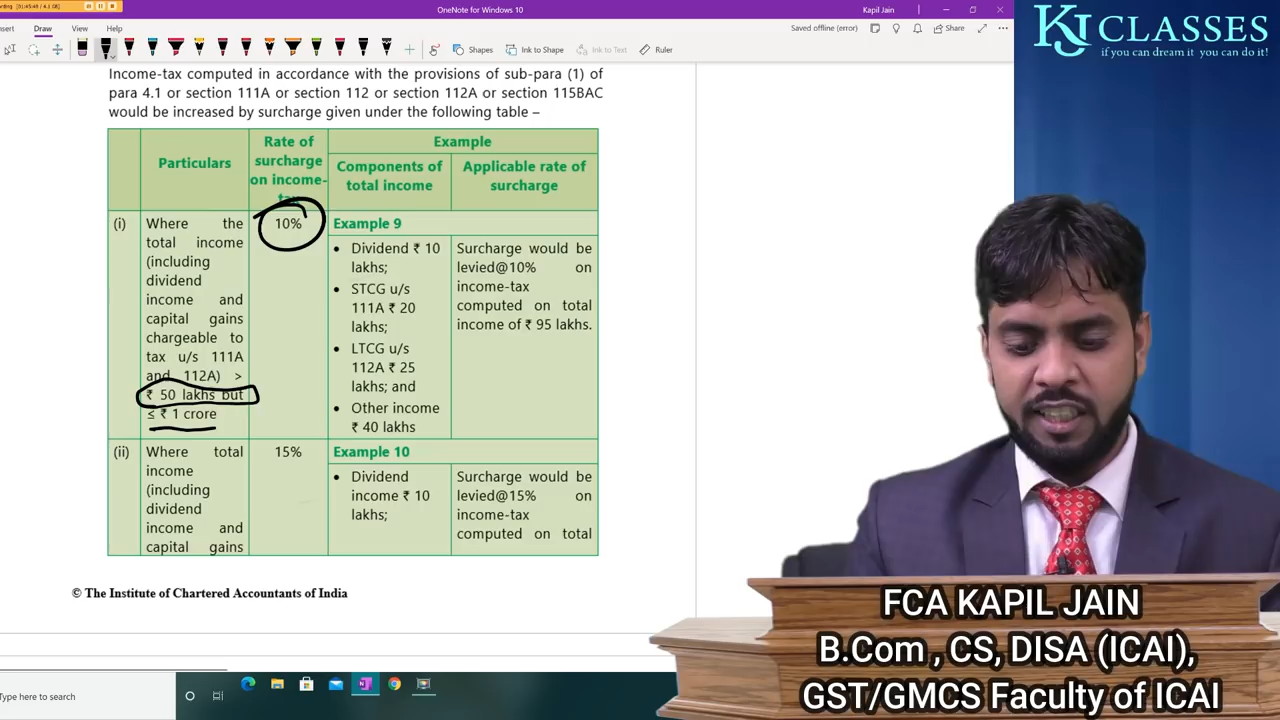 OneNote for Windows 10
Kapil Jain
nsert
Draw
View
Help
Saved offline (error)
Share
Shapes
Ink to Shape
Ink to Text
Ruler
Income-tax computed in accordance with the provisions of sub-para (1) of
para 4.1 or section 111A or section 112 or section 112A or section 115BAC
would be increased by surcharge given under the following table –
Particulars
Rate of
surcharge
on income-
Example
Components of
total income
Applicable rate of
surcharge
(i)
Where the
total income
(including
dividend
income and
capital gains
chargeable to
tax u/s 111A
and 112A) >
₹ 50 lakhs but
≤ ₹ 1 crore
10%
Example 9
• Dividend ₹ 10
lakhs;
• STCG u/s
111A ₹ 20
lakhs;
• LTCG u/s
112A ₹ 25
lakhs; and
• Other income
₹ 40 lakhs
Surcharge would be
levied@10% on
income-tax
computed on total
income of ₹ 95 lakhs.
(ii)
Where total
income
(including
dividend
income and
capital gains
15%
Example 10
• Dividend
income ₹ 10
lakhs;
Surcharge would be
levied@15% on
income-tax
computed on total
© The Institute of Chartered Accountants of India
Type here to search
KJ CLASSES
if you can dream it you can do it!
FCA KAPIL JAIN
B.Com , CS, DISA (ICAI),
GST/GMCS Faculty of ICAI